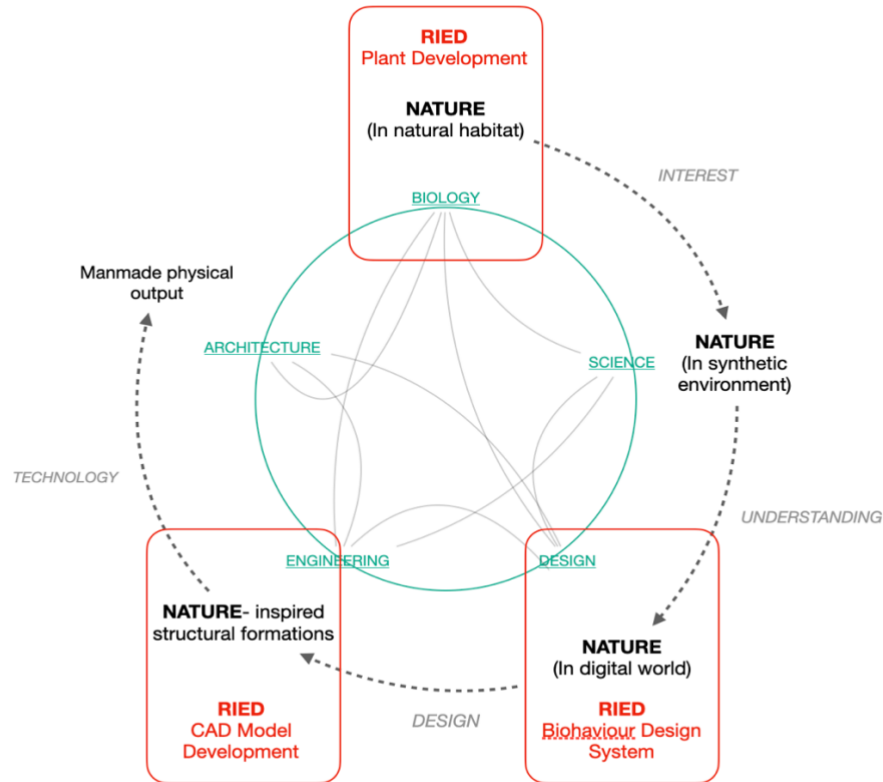 RIED
Plant Development
NATURE
(In natural habitat)
INTEREST
BIOLOGY
Manmade physical
output
ARCHITECTURE
SCIENCE
NATURE
(In synthetic
environment)
TECHNOLOGY
UNDERSTANDING
ENGINEERING
DESIGN
NATURE- inspired
structural formations
NATURE
(In digital world)
DESIGN
RIED
CAD Model
Development
RIED
Biohaviour Design
System